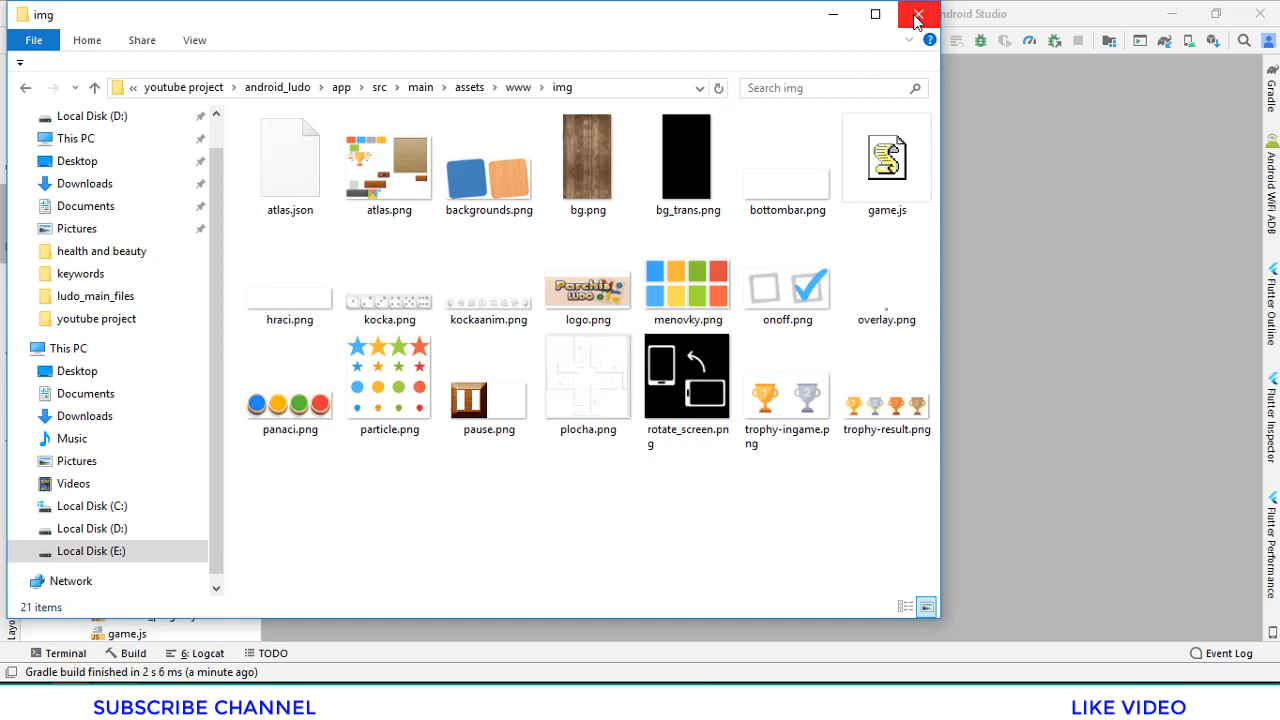 img
ndroid Studio
File
Home
Share
View
« youtube project > android_ludo > app > src > main > assets > www > img
Search img
Local Disk (D:)
This PC
Desktop
Downloads
Documents
Pictures
health and beauty
keywords
ludo_main_files
youtube project
This PC
Desktop
Documents
Downloads
Music
Pictures
Videos
Local Disk (C:)
Local Disk (D:)
Local Disk (E:)
Network
atlas.json
atlas.png
backgrounds.png
bg.png
bg_trans.png
bottombar.png
game.js
hraci.png
kocka.png
kockaanim.png
Parchis
LUDO
logo.png
menovky.png
onoff.png
overlay.png
panaci.png
particle.png
pause.png
plocha.png
rotate_screen.pn
g
trophy-ingame.p
ng
trophy-result.png
21 items
Gradle
Android WiFi ADB
Flutter Outline
Flutter Inspector
Flutter Performance
game.js
Terminal
Build
6: Logcat
TODO
Event Log
Gradle build finished in 2 s 6 ms (a minute ago)
SUBSCRIBE CHANNEL
LIKE VIDEO